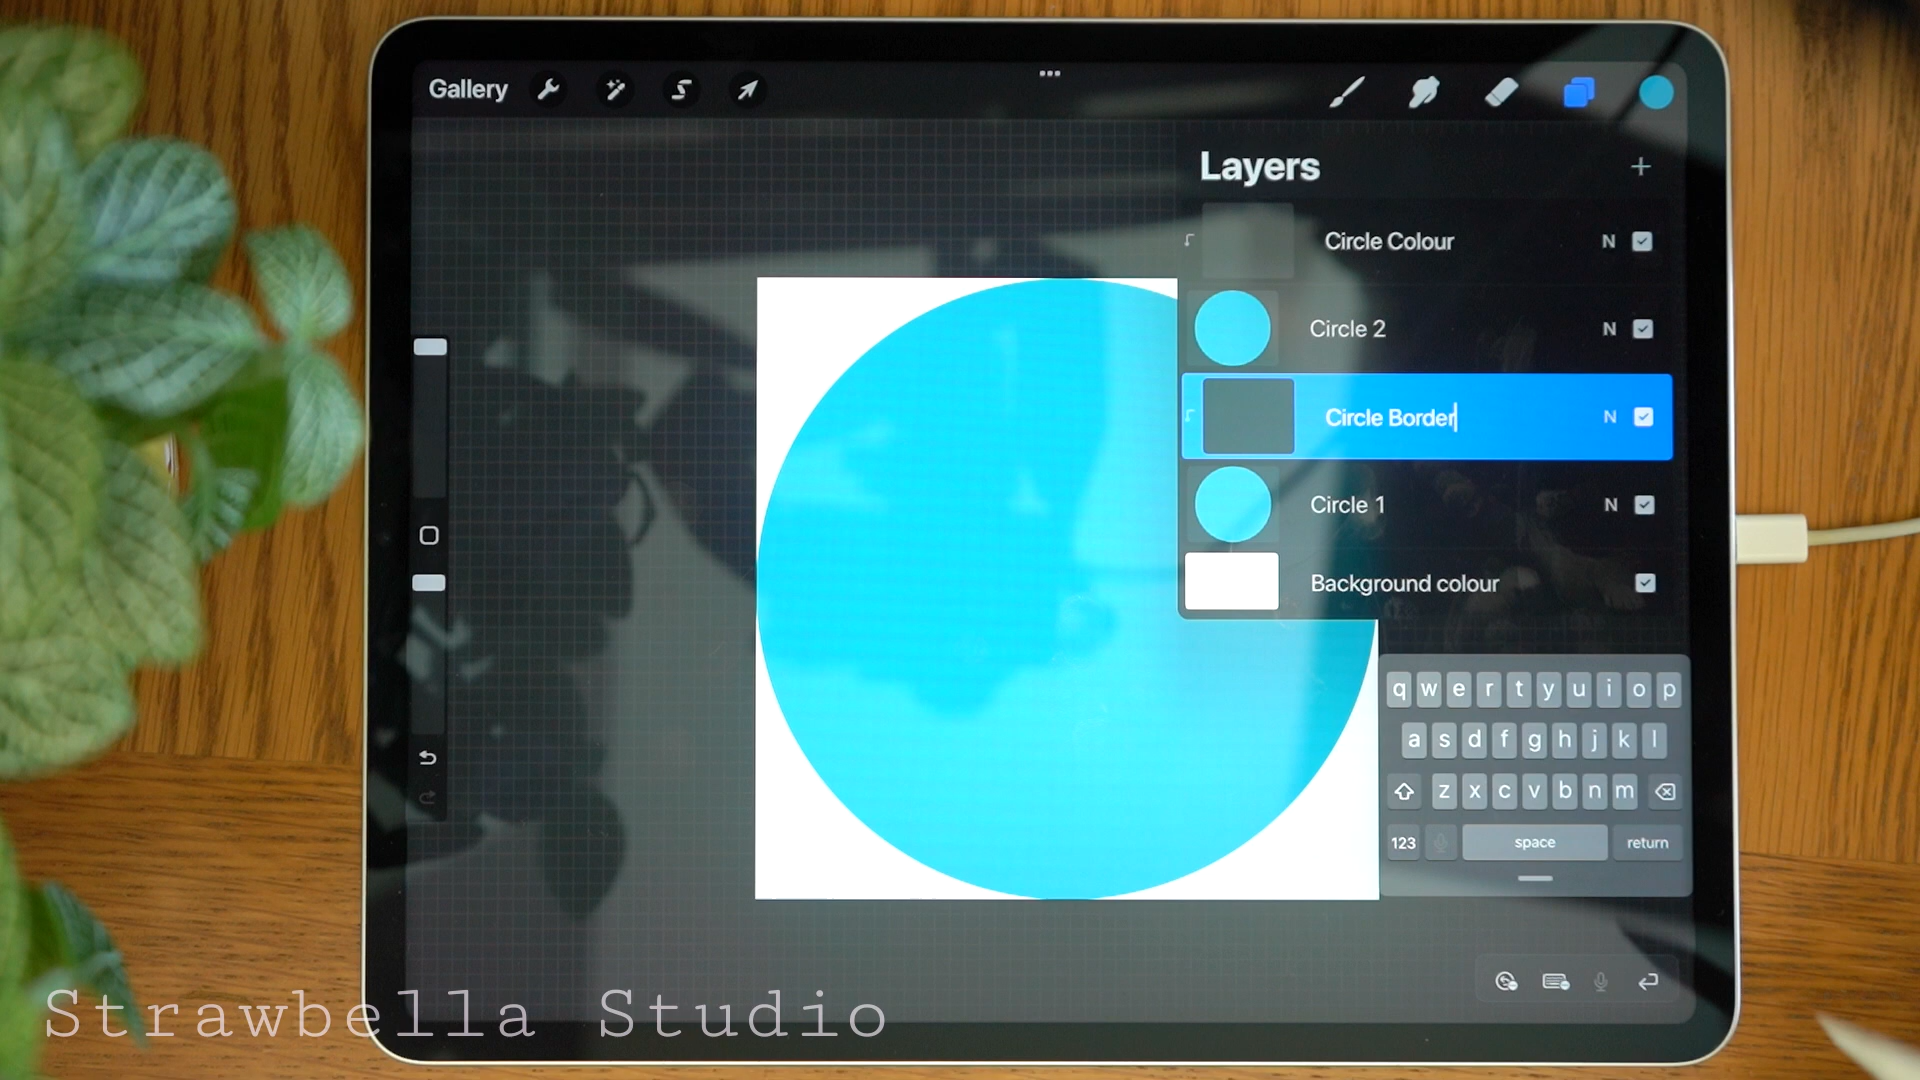 Gallery
Layers
Circle Colour N
Circle 2 N
Circle Border N
Circle 1 N
Background colour
q w e r t y u i o p
a s d f g h j k l
z x c v b n m
123 space return
Strawbella Studio